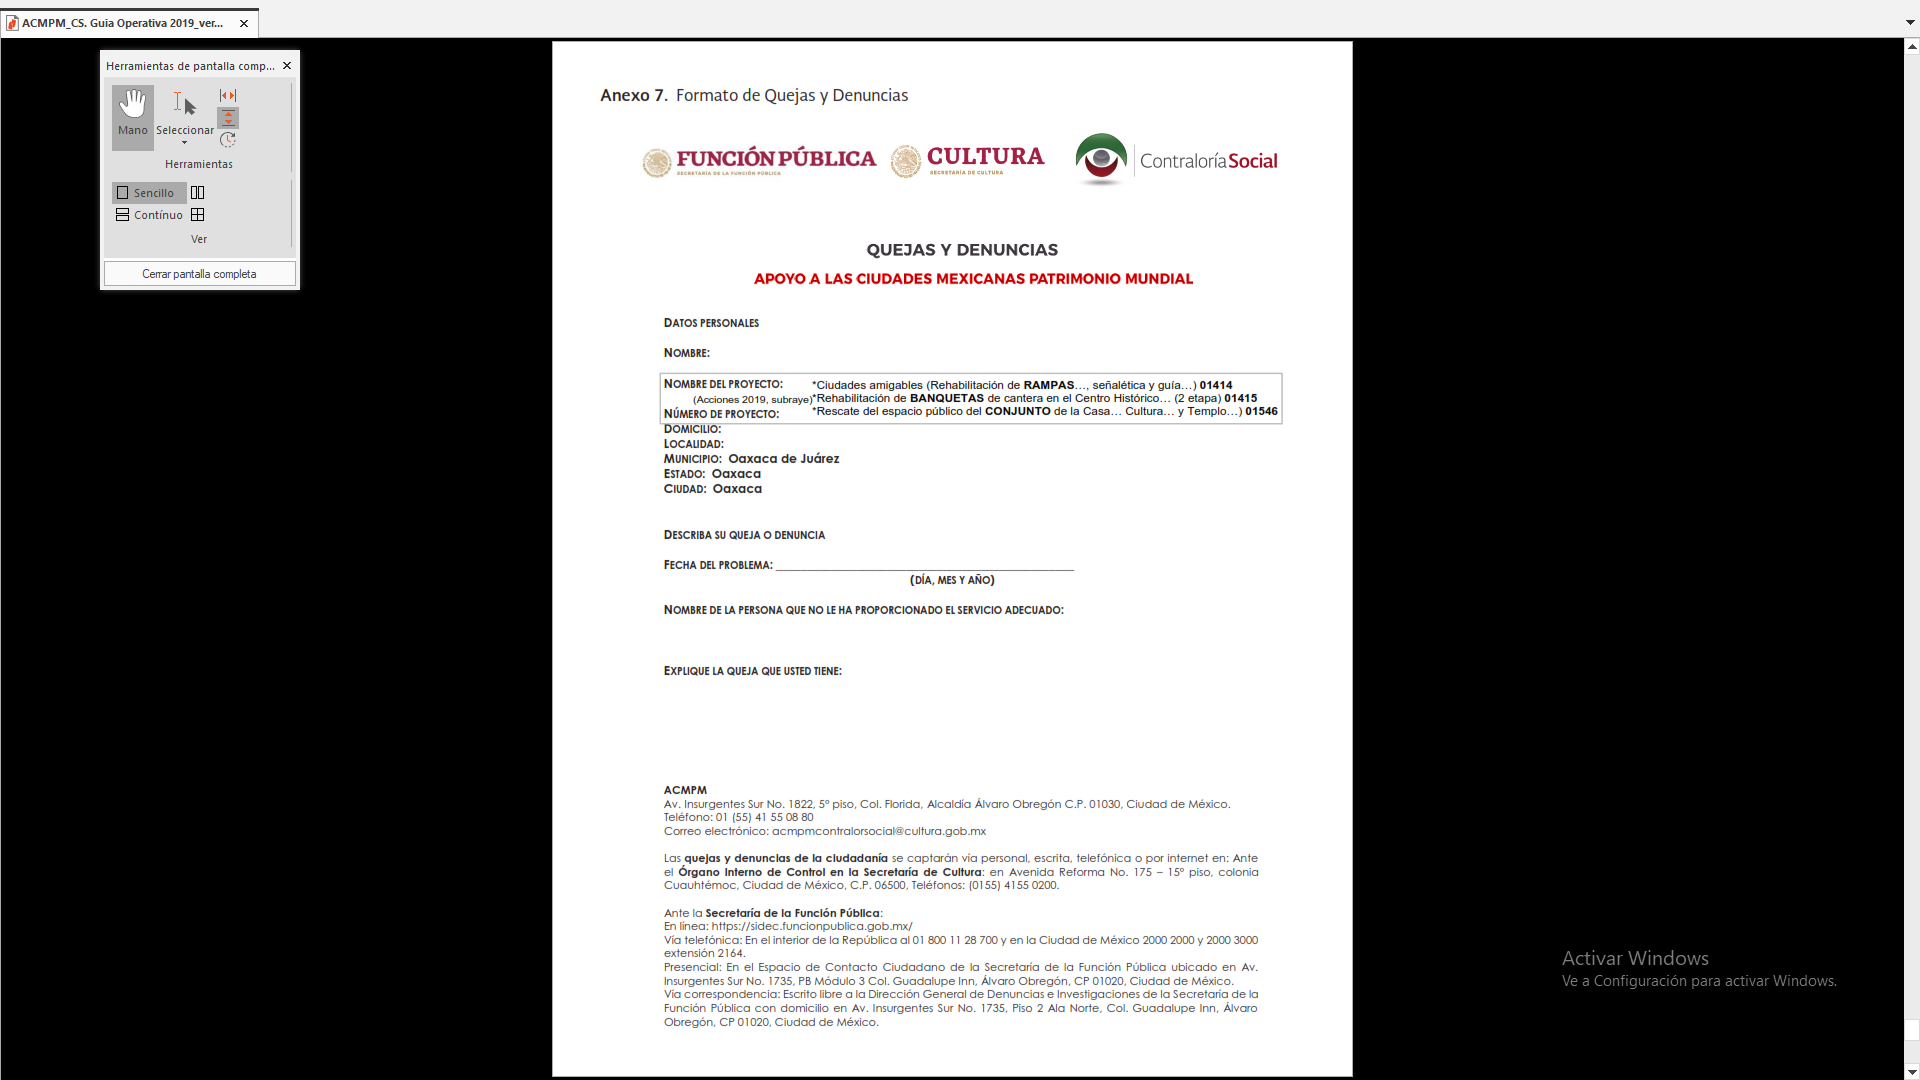 ACMPM_CS. Guia Operativa 2019_ver...
Herramientas de pantalla comp...
Mano
Seleccionar
Herramientas
Sencillo
Contínuo
Ver
Cerrar pantalla completa
Anexo 7. Formato de Quejas y Denuncias
FUNCIÓN PÚBLICA
SECRETARÍA DE LA FUNCIÓN PÚBLICA
CULTURA
SECRETARÍA DE CULTURA
ContraloríaSocial
QUEJAS Y DENUNCIAS
APOYO A LAS CIUDADES MEXICANAS PATRIMONIO MUNDIAL
DATOS PERSONALES
NOMBRE:
NOMBRE DEL PROYECTO: *Ciudades amigables (Rehabilitación de RAMPAS..., señalética y guía...) 01414
(Acciones 2019, subraye) *Rehabilitación de BANQUETAS de cantera en el Centro Histórico... (2 etapa) 01415
NÚMERO DE PROYECTO: *Rescate del espacio público del CONJUNTO de la Casa... Cultura... y Templo...) 01546
DOMICILIO:
LOCALIDAD:
MUNICIPIO: Oaxaca de Juárez
ESTADO: Oaxaca
CIUDAD: Oaxaca
DESCRIBA SU QUEJA O DENUNCIA
FECHA DEL PROBLEMA: ______________________________
(DÍA, MES Y AÑO)
NOMBRE DE LA PERSONA QUE NO LE HA PROPORCIONADO EL SERVICIO ADECUADO:
EXPLIQUE LA QUEJA QUE USTED TIENE:
ACMPM
Av. Insurgentes Sur No. 1822, 5° piso, Col. Florida, Alcaldía Álvaro Obregón C.P. 01030, Ciudad de México.
Teléfono: 01 (55) 41 55 08 80
Correo electrónico: acmpmcontralorsocial@cultura.gob.mx
Las quejas y denuncias de la ciudadanía se captarán vía personal, escrita, telefónica o por internet en: Ante
el Órgano Interno de Control en la Secretaría de Cultura: en Avenida Reforma No. 175 – 15° piso, colonia
Cuauhtémoc, Ciudad de México, C.P. 06500, Teléfonos: (0155) 4155 0200.
Ante la Secretaría de la Función Pública:
En línea: https://sidec.funcionpublica.gob.mx/
Vía telefónica: En el interior de la República al 01 800 11 28 700 y en la Ciudad de México 2000 2000 y 2000 3000
extensión 2164.
Presencial: En el Espacio de Contacto Ciudadano de la Secretaría de la Función Pública ubicado en Av.
Insurgentes Sur No. 1735, PB Módulo 3 Col. Guadalupe Inn, Álvaro Obregón, CP 01020, Ciudad de México.
Vía correspondencia: Escrito libre a la Dirección General de Denuncias e Investigaciones de la Secretaría de la
Función Pública con domicilio en Av. Insurgentes Sur No. 1735, Piso 2 Ala Norte, Col. Guadalupe Inn, Álvaro
Obregón, CP 01020, Ciudad de México.
Activar Windows
Ve a Configuración para activar Windows.